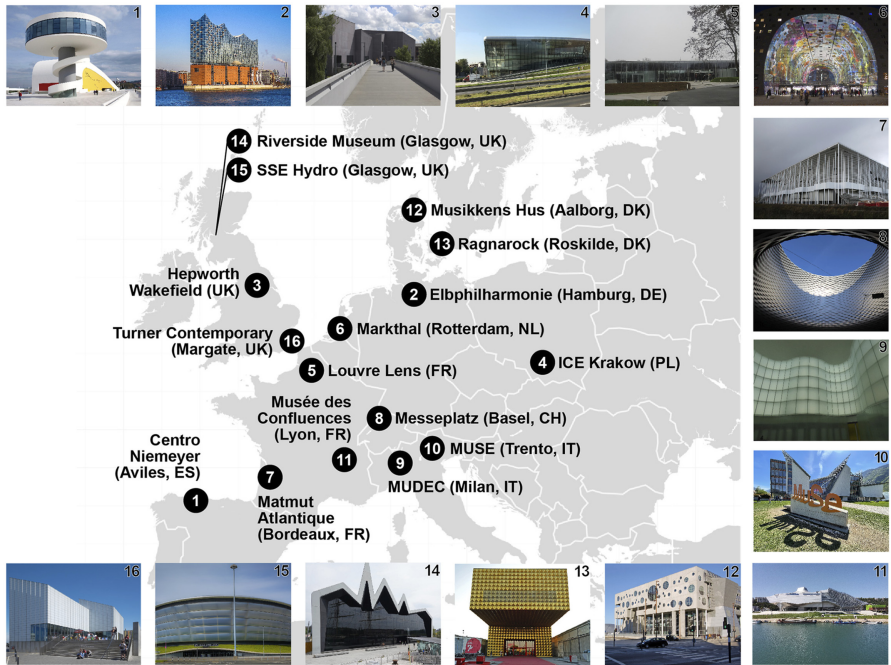 1
2
3
4
5
6
7
8
9
10
MUSe
11
12
13
14
15
16
14 Riverside Museum (Glasgow, UK)
15 SSE Hydro (Glasgow, UK)
12 Musikkens Hus (Aalborg, DK)
13 Ragnarock (Roskilde, DK)
Hepworth
Wakefield (UK) 3
2 Elbphilharmonie (Hamburg, DE)
Turner Contemporary
(Margate, UK) 16
6 Markthal (Rotterdam, NL)
5 Louvre Lens (FR)
4 ICE Krakow (PL)
Musée des
Confluences
(Lyon, FR)
11
8 Messeplatz (Basel, CH)
10 MUSE (Trento, IT)
9
MUDEC (Milan, IT)
Centro
Niemeyer
(Aviles, ES)
1
7
Matmut
Atlantique
(Bordeaux, FR)